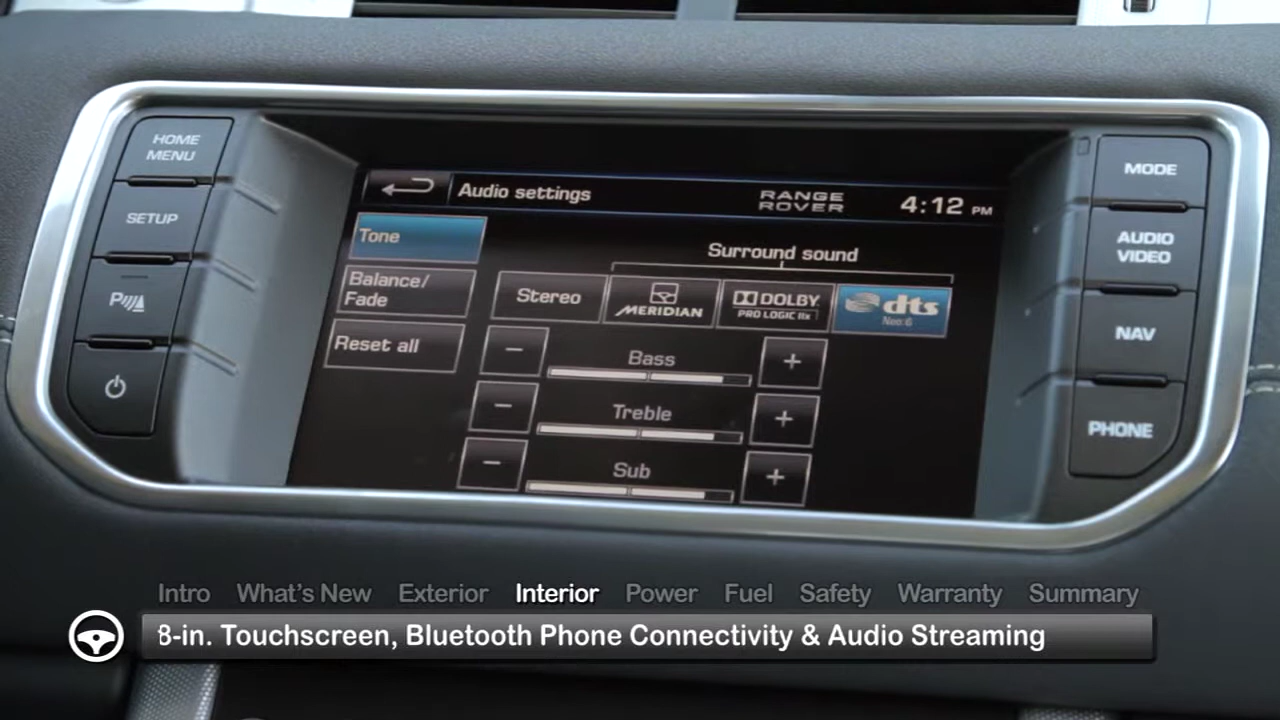 HOME
MENU
SETUP
P
MODE
AUDIO
VIDEO
NAV
PHONE
Audio settings
RANGE
ROVER
4:12 PM
Tone
Balance/
Fade
Reset all
Surround sound
Stereo
MERIDIAN
DOLBY
PRO LOGIC IIx
dts
Neo:6
Bass
Treble
Sub
Intro What's New Exterior Interior Power Fuel Safety Warranty Summary
8-in. Touchscreen, Bluetooth Phone Connectivity & Audio Streaming